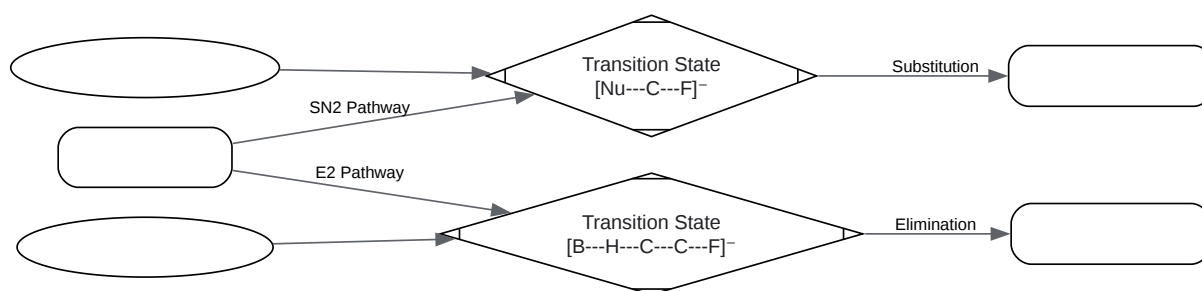 Transition State
[Nu---C---F]⁻
Substitution
SN2 Pathway
E2 Pathway
Transition State
[B---H---C---C---F]⁻
Elimination